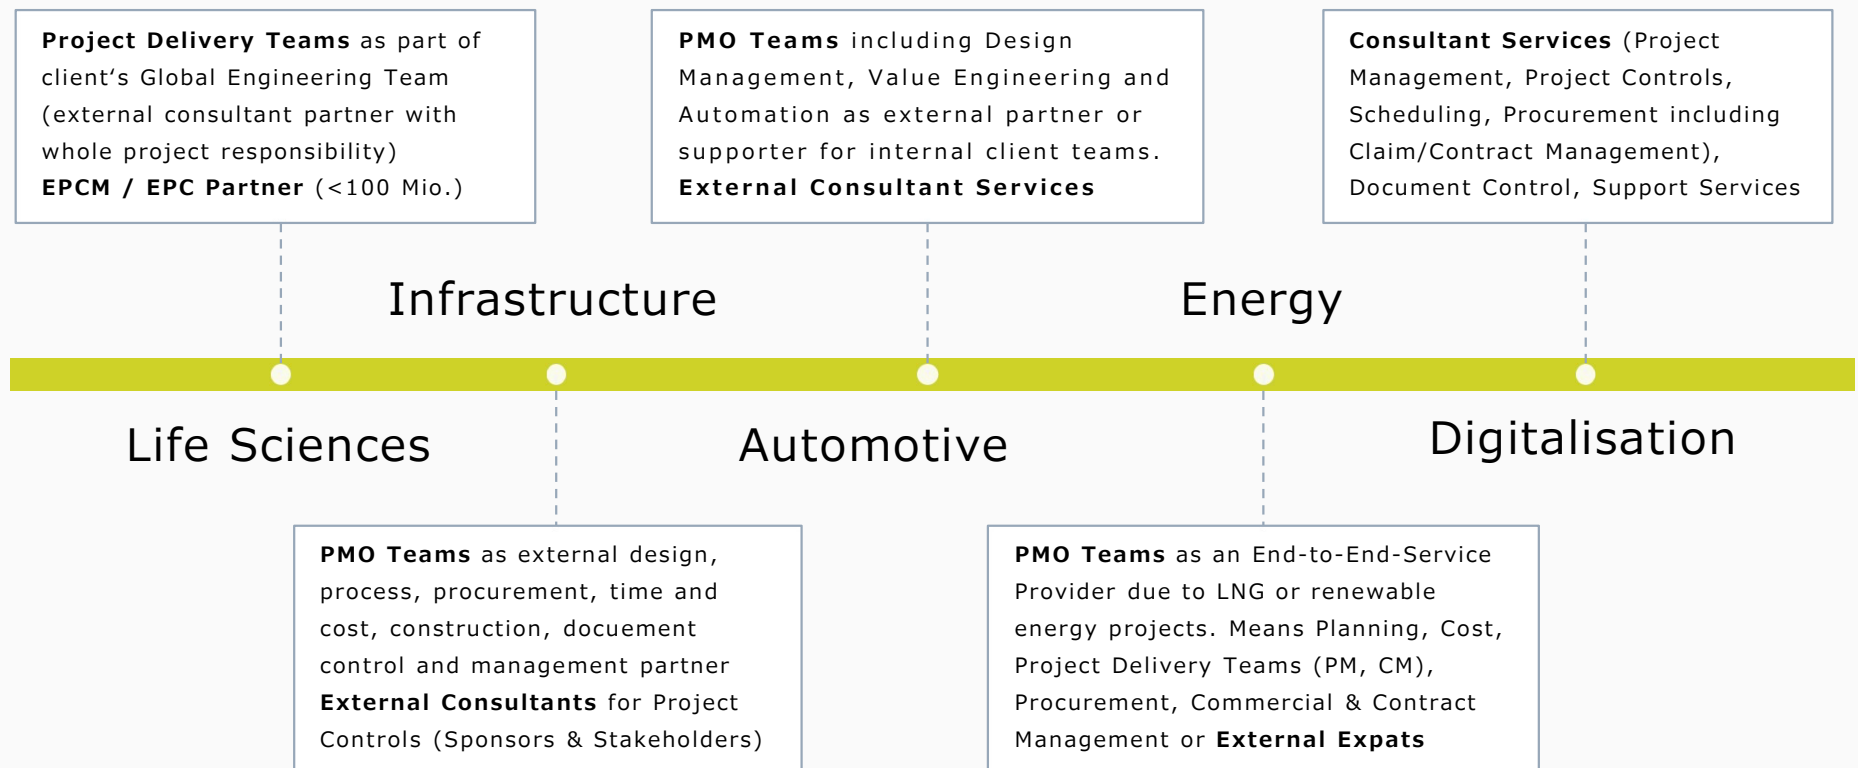 Project Delivery Teams as part of
client‘s Global Engineering Team
(external consultant partner with
whole project responsibility)
EPCM / EPC Partner (<100 Mio.)
PMO Teams including Design
Management, Value Engineering and
Automation as external partner or
supporter for internal client teams.
External Consultant Services
Consultant Services (Project
Management, Project Controls,
Scheduling, Procurement including
Claim/Contract Management),
Document Control, Support Services
Infrastructure
Energy
Life Sciences
Automotive
Digitalisation
PMO Teams as external design,
process, procurement, time and
cost, construction, docuement
control and management partner
External Consultants for Project
Controls (Sponsors & Stakeholders)
PMO Teams as an End-to-End-Service
Provider due to LNG or renewable
energy projects. Means Planning, Cost,
Project Delivery Teams (PM, CM),
Procurement, Commercial & Contract
Management or External Expats